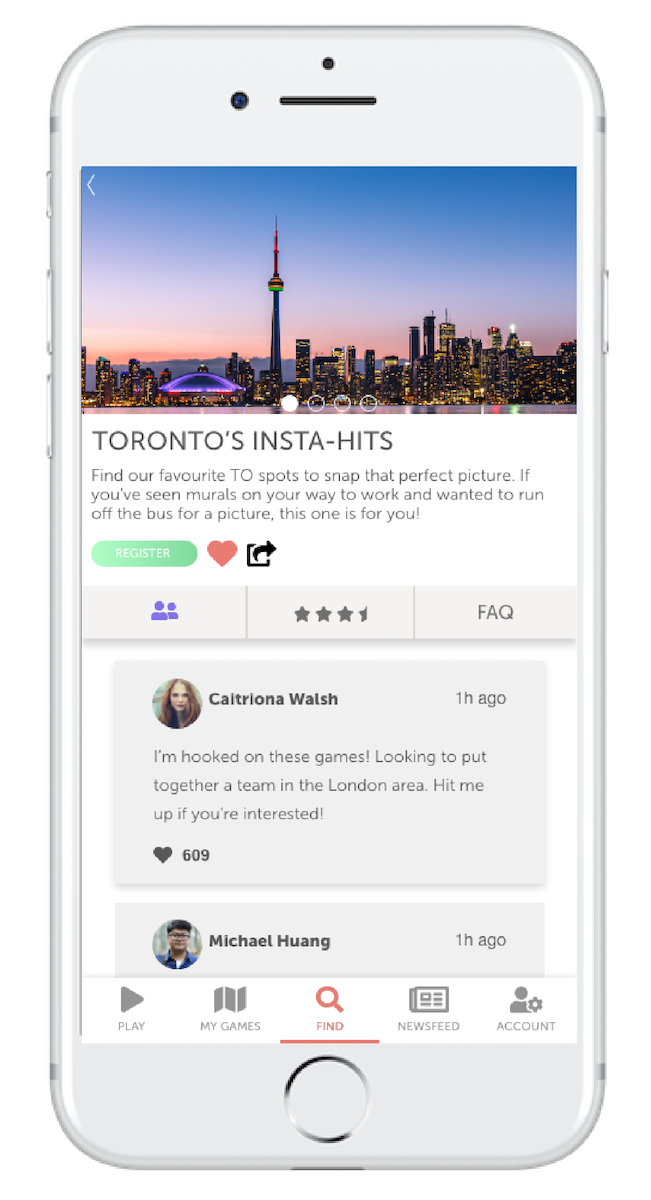 TORONTO'S INSTA-HITS
Find our favourite TO spots to snap that perfect picture. If
you've seen murals on your way to work and wanted to run
off the bus for a picture, this one is for you!
REGISTER
FAQ
Caitriona Walsh 1h ago
I'm hooked on these games! Looking to put
together a team in the London area. Hit me
up if you're interested!
609
Michael Huang 1h ago
PLAY MY GAMES FIND NEWSFEED ACCOUNT